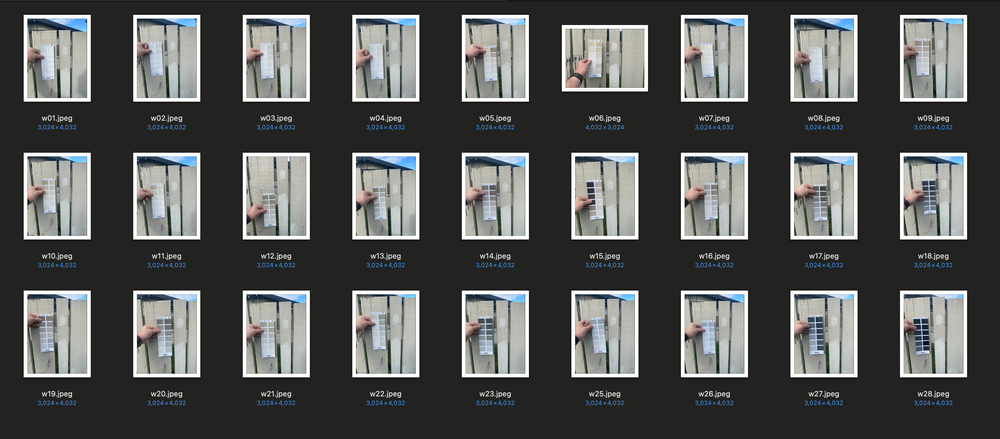 w01.jpeg w02.jpeg w03.jpeg w04.jpeg w05.jpeg w06.jpeg w07.jpeg w08.jpeg w09.jpeg
3,024×4,032 3,024×4,032 3,024×4,032 3,024×4,032 3,024×4,032 4,032×3,024 3,024×4,032 3,024×4,032 3,024×4,032
w10.jpeg w11.jpeg w12.jpeg w13.jpeg w14.jpeg w15.jpeg w16.jpeg w17.jpeg w18.jpeg
3,024×4,032 3,024×4,032 3,024×4,032 3,024×4,032 3,024×4,032 3,024×4,032 3,024×4,032 3,024×4,032 3,024×4,032
w19.jpeg w20.jpeg w21.jpeg w22.jpeg w23.jpeg w25.jpeg w26.jpeg w27.jpeg w28.jpeg
3,024×4,032 3,024×4,032 3,024×4,032 3,024×4,032 3,024×4,032 3,024×4,032 3,024×4,032 3,024×4,032 3,024×4,032